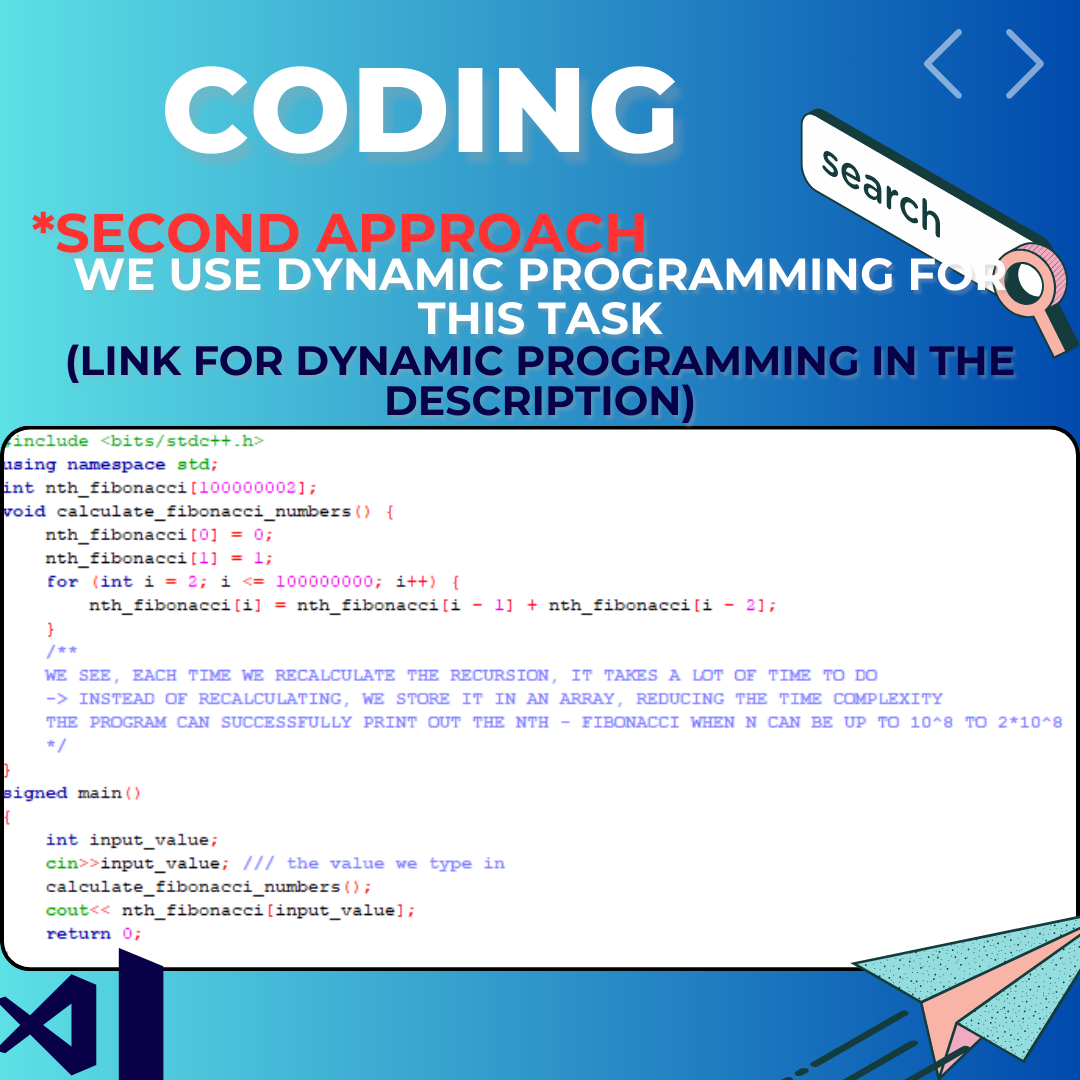 CODING
search
*SECOND APPROACH
WE USE DYNAMIC PROGRAMMING FOR
THIS TASK
(LINK FOR DYNAMIC PROGRAMMING IN THE
DESCRIPTION)
#include <bits/stdc++.h>
using namespace std;
int nth_fibonacci[100000002];
void calculate_fibonacci_numbers() {
    nth_fibonacci[0] = 0;
    nth_fibonacci[1] = 1;
    for (int i = 2; i <= 100000000; i++) {
        nth_fibonacci[i] = nth_fibonacci[i - 1] + nth_fibonacci[i - 2];
    }
    /**
    WE SEE, EACH TIME WE RECALCULATE THE RECURSION, IT TAKES A LOT OF TIME TO DO
    -> INSTEAD OF RECALCULATING, WE STORE IT IN AN ARRAY, REDUCING THE TIME COMPLEXITY
    THE PROGRAM CAN SUCCESSFULLY PRINT OUT THE NTH - FIBONACCI WHEN N CAN BE UP TO 10^8 TO 2*10^8
    */
}
signed main()
{
    int input_value;
    cin>>input_value; /// the value we type in
    calculate_fibonacci_numbers();
    cout<< nth_fibonacci[input_value];
    return 0;